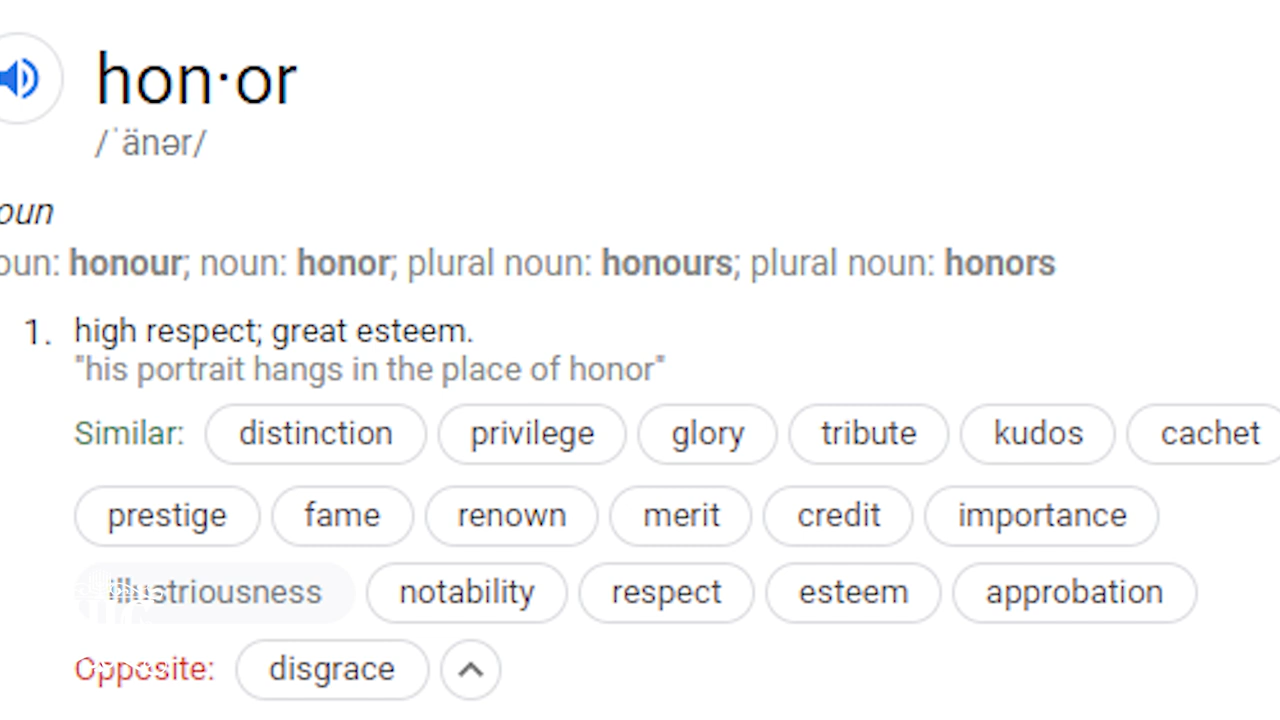 hon·or
/ˈänər/
oun
oun: honour; noun: honor; plural noun: honours; plural noun: honors
1. high respect; great esteem.
"his portrait hangs in the place of honor"
Similar: distinction privilege glory tribute kudos cachet
prestige fame renown merit credit importance
illustriousness notability respect esteem approbation
Opposite: disgrace